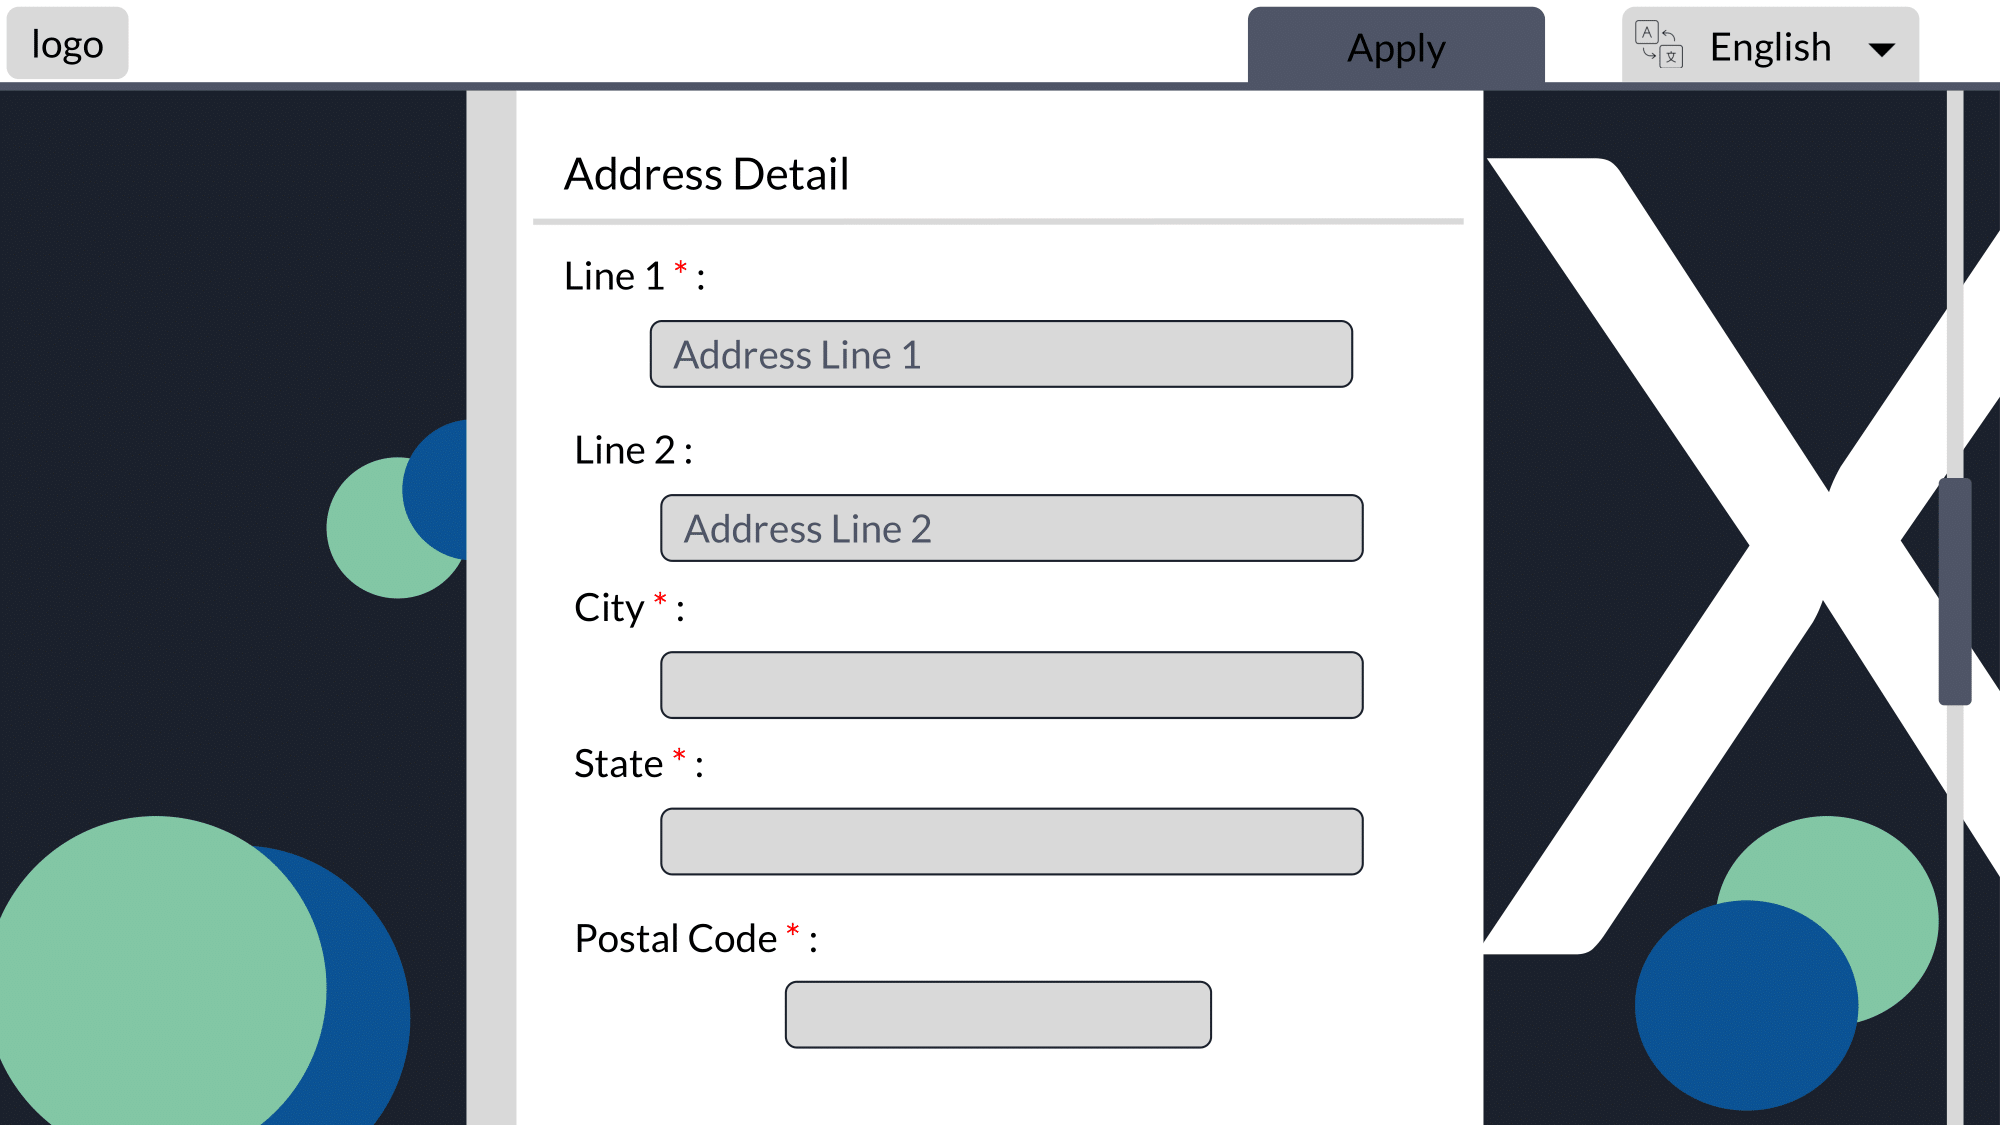 logo
Apply
A 文 English
Address Detail
Line 1 * :
Address Line 1
Line 2 :
Address Line 2
City * :
State * :
Postal Code * :